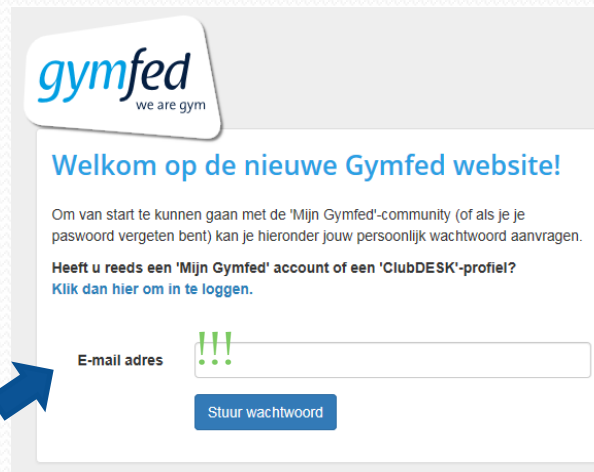 gymfed
we are gym
Welkom op de nieuwe Gymfed website!
Om van start te kunnen gaan met de 'Mijn Gymfed'-community (of als je je
paswoord vergeten bent) kan je hieronder jouw persoonlijk wachtwoord aanvragen.
Heeft u reeds een 'Mijn Gymfed' account of een 'ClubDESK'-profiel?
Klik dan hier om in te loggen.
E-mail adres !!!
Stuur wachtwoord